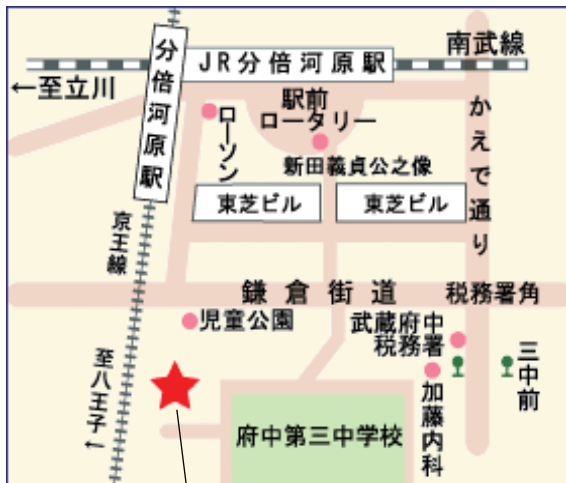 分倍河原駅
JR分倍河原駅
南武線
←至立川
駅前
ロータリー
かえで通り
ローソン
新田義貞公之像
東芝ビル
東芝ビル
京王線
鎌倉街道
税務署角
児童公園
武蔵府中
税務署
三中前
至八王子←
加藤内科
府中第三中学校